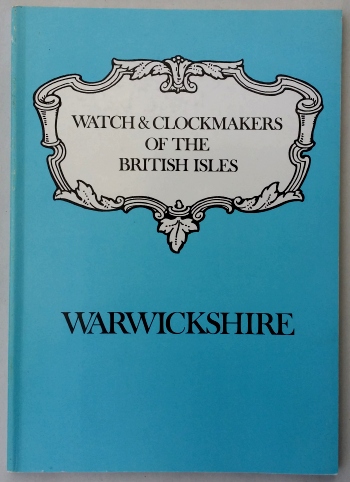 WATCH & CLOCKMAKERS
OF THE
BRITISH ISLES
WARWICKSHIRE